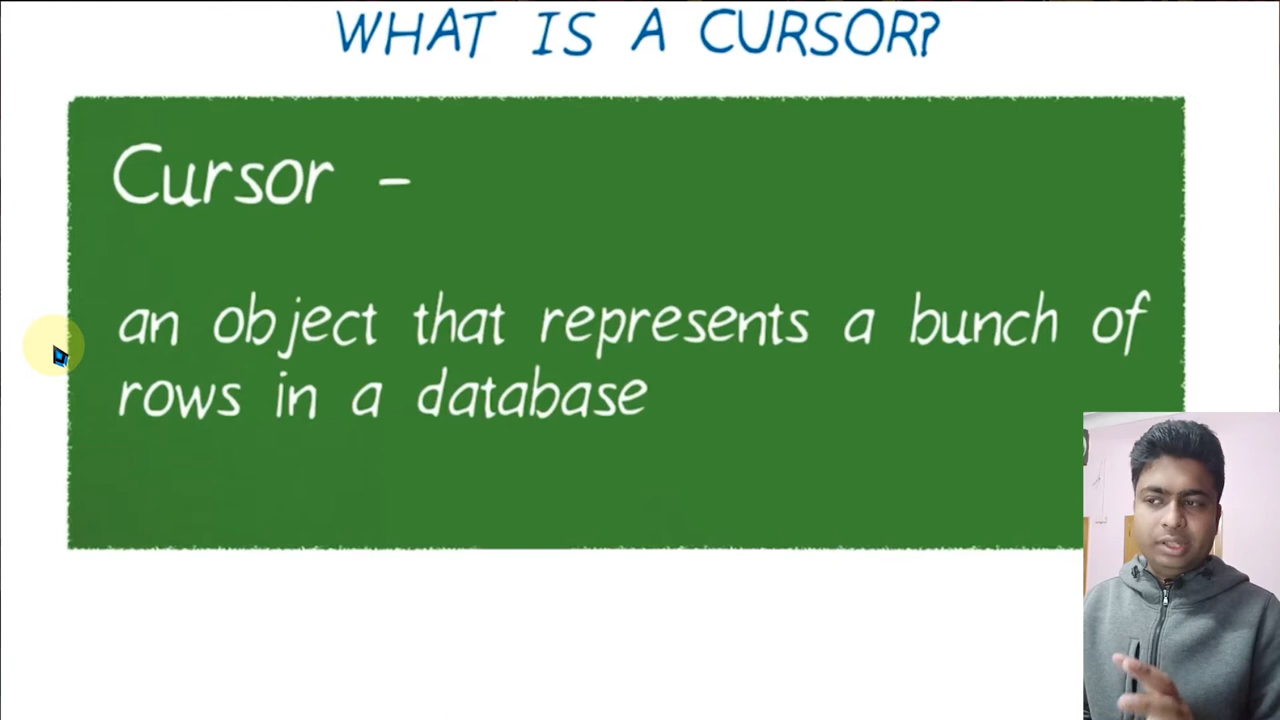 WHAT IS A CURSOR?
Cursor -
an object that represents a bunch of
rows in a database